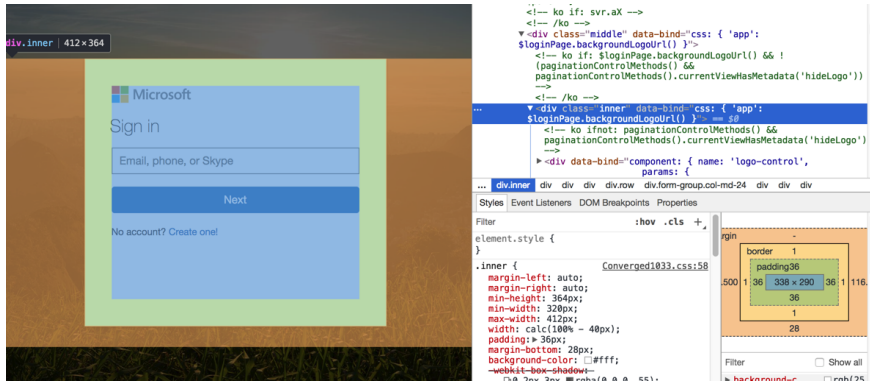 div.inner | 412×364
Microsoft
Sign in
Email, phone, or Skype
Next
No account? Create one!
<!-- ko if: svr.aX -->
<!-- /ko -->
▼<div class="middle" data-bind="css: { 'app':
$loginPage.backgroundLogoUrl() }">
<!-- ko if: $loginPage.backgroundLogoUrl() && !
(paginationControlMethods() &&
paginationControlMethods().currentViewHasMetadata('hideLogo'))
-->
<!-- /ko -->
... ▼<div class="inner" data-bind="css: { 'app':
$loginPage.backgroundLogoUrl() }"> == $0
<!-- ko ifnot: paginationControlMethods() &&
paginationControlMethods().currentViewHasMetadata('hideLogo')
-->
▶<div data-bind="component: { name: 'logo-control',
params: {
... div.inner div div div div.row div.form-group.col-md-24 div div div
Styles Event Listeners DOM Breakpoints Properties
Filter :hov .cls +
element.style {
}
.inner { Converged1033.css:58
margin-left: auto;
margin-right: auto;
min-height: 364px;
min-width: 320px;
max-width: 412px;
width: calc(100% - 40px);
padding:▶ 36px;
margin-bottom: 28px;
background-color: #fff;
-webkit-box-shadow:
0 2px 3px rgba(0,0,0,.55);
rgin -
border 1
padding36
.500 1 36 338 × 290 36 1 116.
36
1
28
Filter Show all
▶ background-c rgb(25